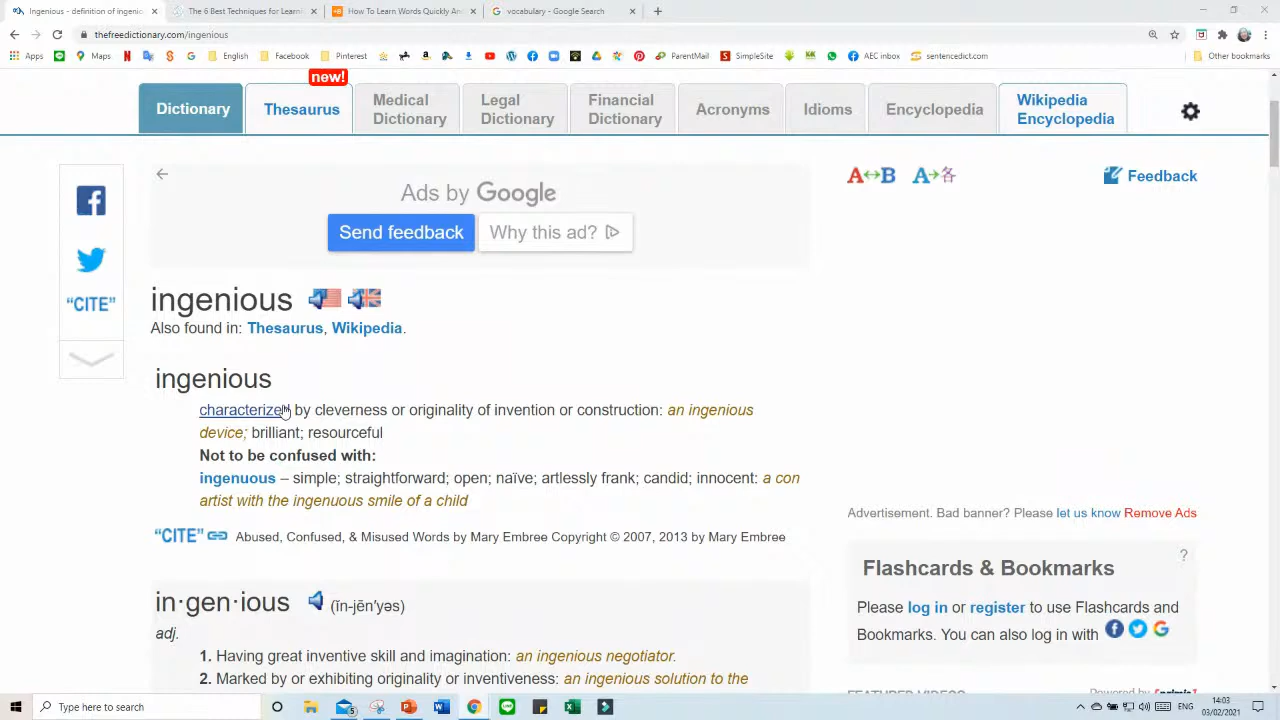 Ingenious - definition of ingenio
The 6 Best Techniques for Learni
How To Learn Words Quickly An
vocabulary - Google Search
thefreedictionary.com/ingenious
Apps
Maps
English
Facebook
Pinterest
ParentMail
SimpleSite
AEC inbox
sentencedict.com
Other bookmarks
new!
Dictionary
Thesaurus
Medical Dictionary
Legal Dictionary
Financial Dictionary
Acronyms
Idioms
Encyclopedia
Wikipedia Encyclopedia
A↔B A→各
Feedback
Ads by Google
Send feedback
Why this ad?
"CITE"
ingenious
Also found in: Thesaurus, Wikipedia.
ingenious
characterize by cleverness or originality of invention or construction: an ingenious
device; brilliant; resourceful
Not to be confused with:
ingenuous – simple; straightforward; open; naïve; artlessly frank; candid; innocent: a con
artist with the ingenuous smile of a child
"CITE" Abused, Confused, & Misused Words by Mary Embree Copyright © 2007, 2013 by Mary Embree
Advertisement. Bad banner? Please let us know Remove Ads
Flashcards & Bookmarks
?
Please log in or register to use Flashcards and
Bookmarks. You can also log in with
in·gen·ious (ĭn-jēn′yəs)
adj.
1. Having great inventive skill and imagination: an ingenious negotiator.
2. Marked by or exhibiting originality or inventiveness: an ingenious solution to the
FEATURED VIDEOS
Powered by
Type here to search
ENG
14:03
03/02/2021